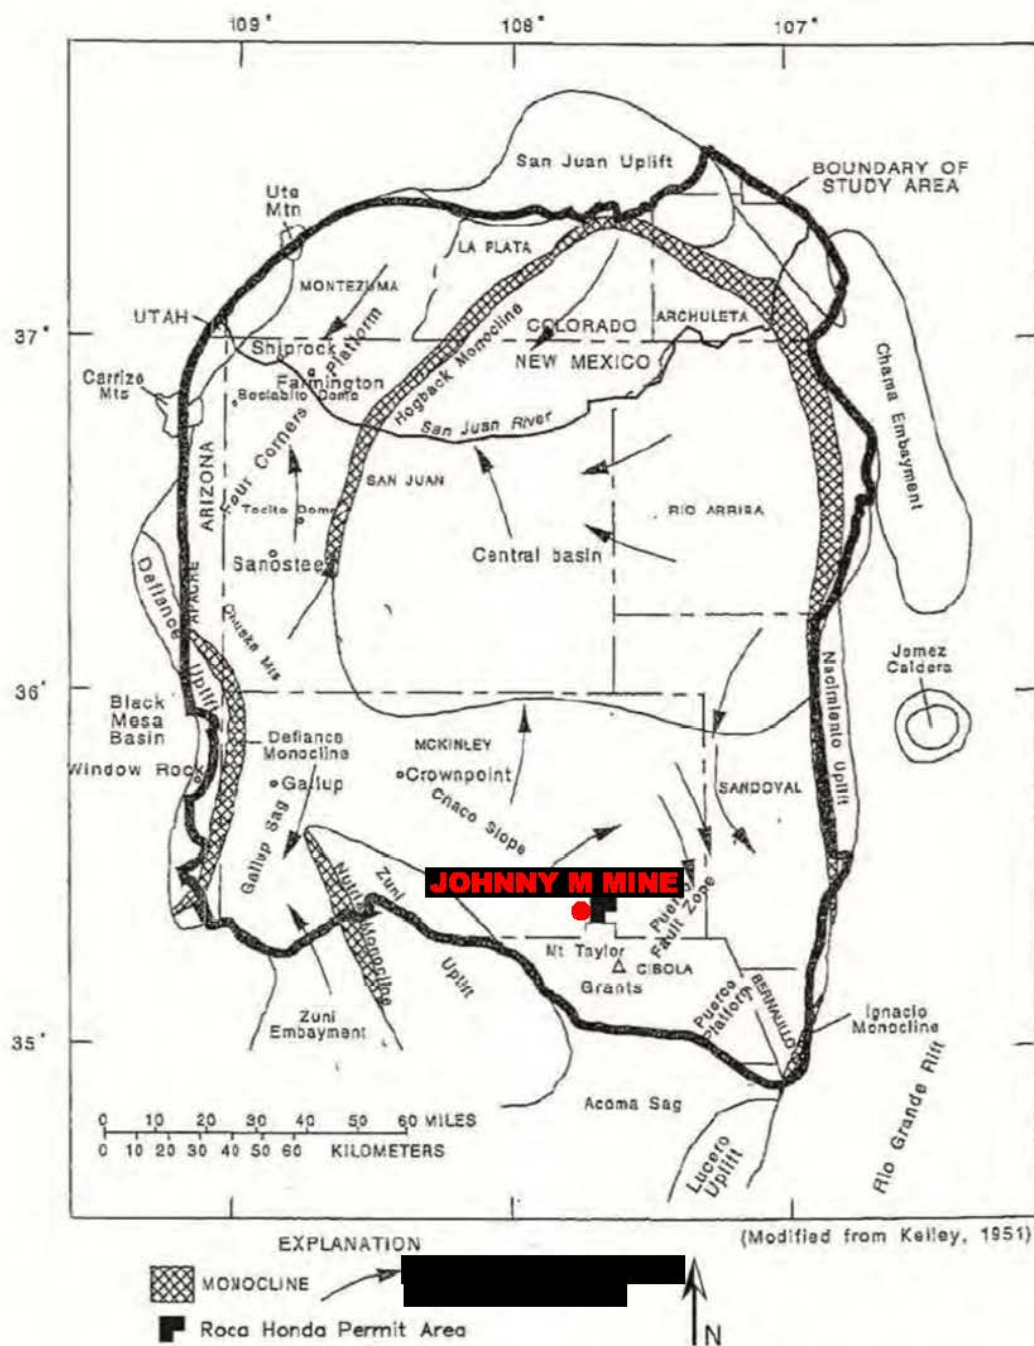 109°
108°
107°
San Juan Uplift
BOUNDARY OF
STUDY AREA
Ute
Mtn
LA PLATA
MONTEZUMA
UTAH
37°
COLORADO
ARCHULETA
Shiprock
NEW MEXICO
Farmington
Carrizo
Mts
Beclabito Dome
Four Corners Platform
Hogback Monocline
San Juan River
Chama Embayment
ARIZONA
SAN JUAN
RIO ARRIBA
Tocito Dome
Sanostee
Central basin
Defiance Uplift
APACHE
Chuska Mts
Jemez
Caldera
36°
Black
Mesa
Basin
Nacimiento Uplift
Defiance
Monocline
MCKINLEY
Window Rock
Gallup
Crownpoint
SANDOVAL
Chaco Slope
Gallup Sag
JOHNNY M MINE
Zuni Uplift
Nutria Monocline
Puerco
Fault Zone
Mt Taylor
CIBOLA
Grants
BERNALILLO
Puerco
Platform
Ignacio
Monocline
35°
Zuni
Embayment
Acoma Sag
Rio Grande Rift
Lucero
Uplift
0 10 20 30 40 50 60 MILES
0 10 20 30 40 50 60 KILOMETERS
EXPLANATION
(Modified from Kelley, 1951)
MONOCLINE
Roca Honda Permit Area
N